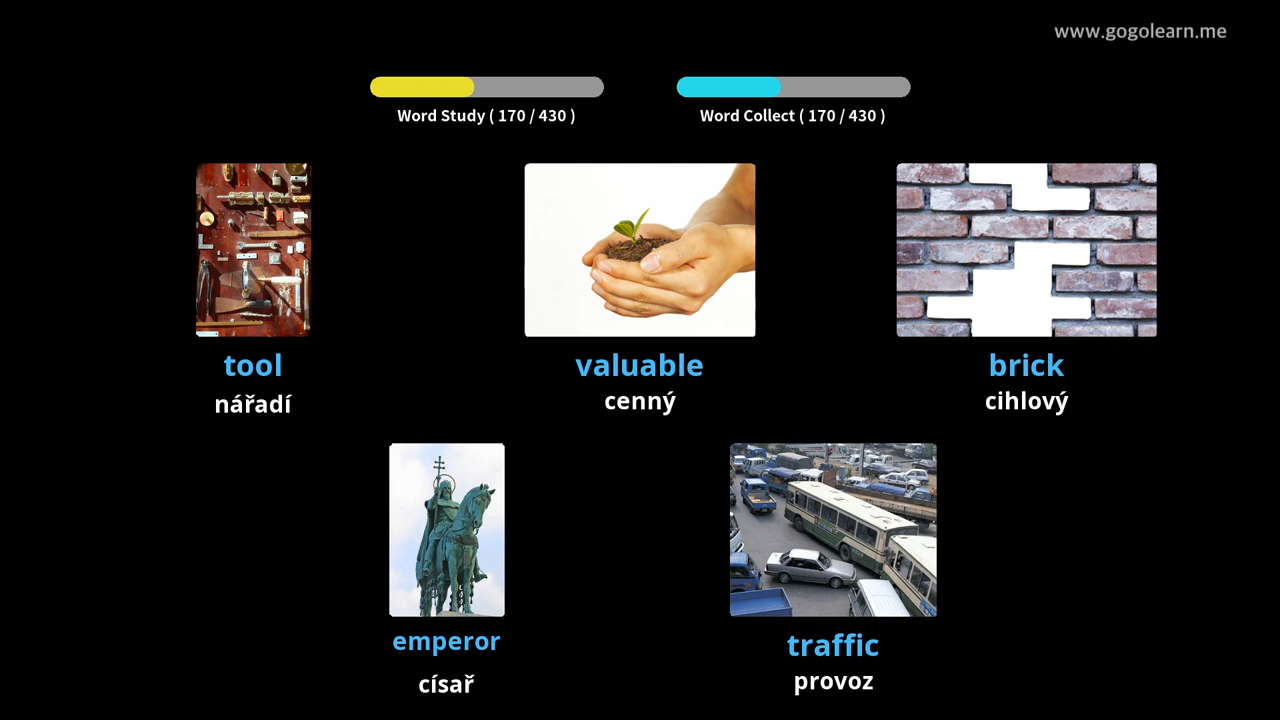 www.gogolearn.me
Word Study ( 170 / 430 )
Word Collect ( 170 / 430 )
tool
nářadí
valuable
cenný
brick
cihlový
emperor
císař
traffic
provoz